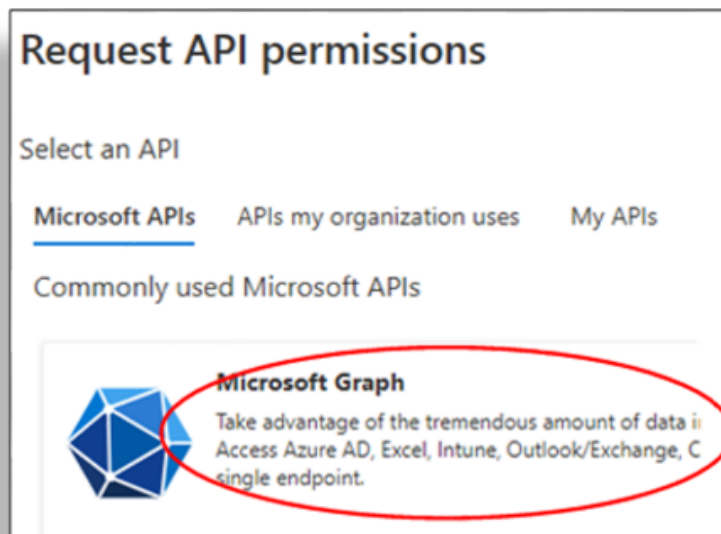 Request API permissions
Select an API
Microsoft APIs APIs my organization uses My APIs
Commonly used Microsoft APIs
Microsoft Graph
Take advantage of the tremendous amount of data
Access Azure AD, Excel, Intune, Outlook/Exchange,
single endpoint.